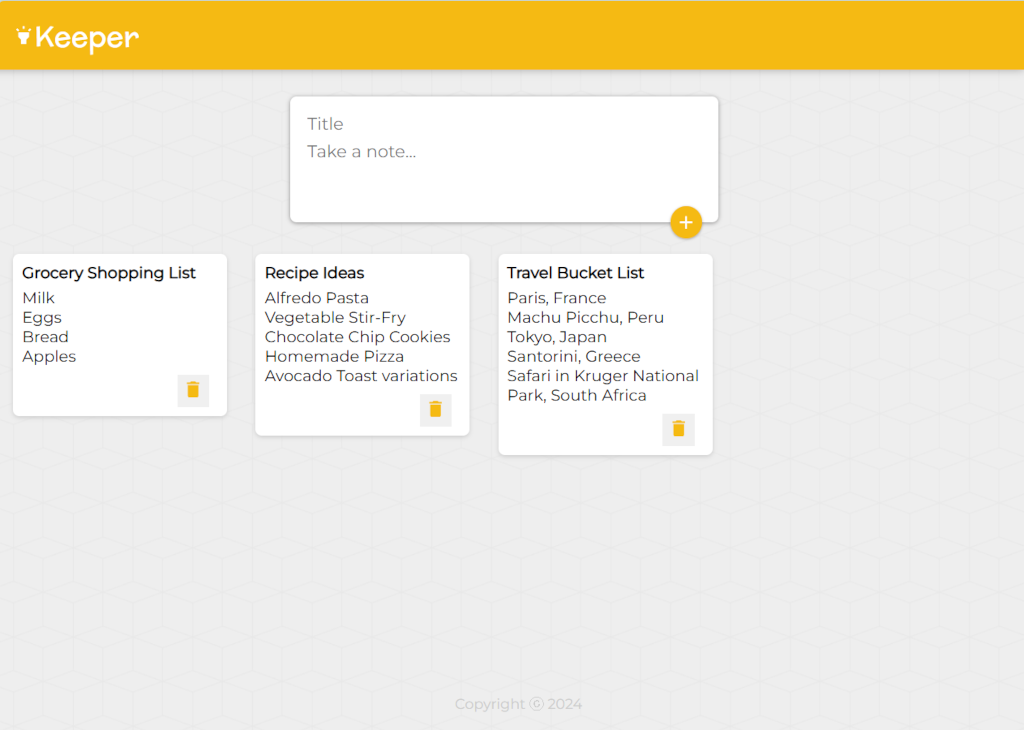 Keeper
Title
Take a note...
Grocery Shopping List
Milk
Eggs
Bread
Apples
Recipe Ideas
Alfredo Pasta
Vegetable Stir-Fry
Chocolate Chip Cookies
Homemade Pizza
Avocado Toast variations
Travel Bucket List
Paris, France
Machu Picchu, Peru
Tokyo, Japan
Santorini, Greece
Safari in Kruger National
Park, South Africa
Copyright ⓒ 2024